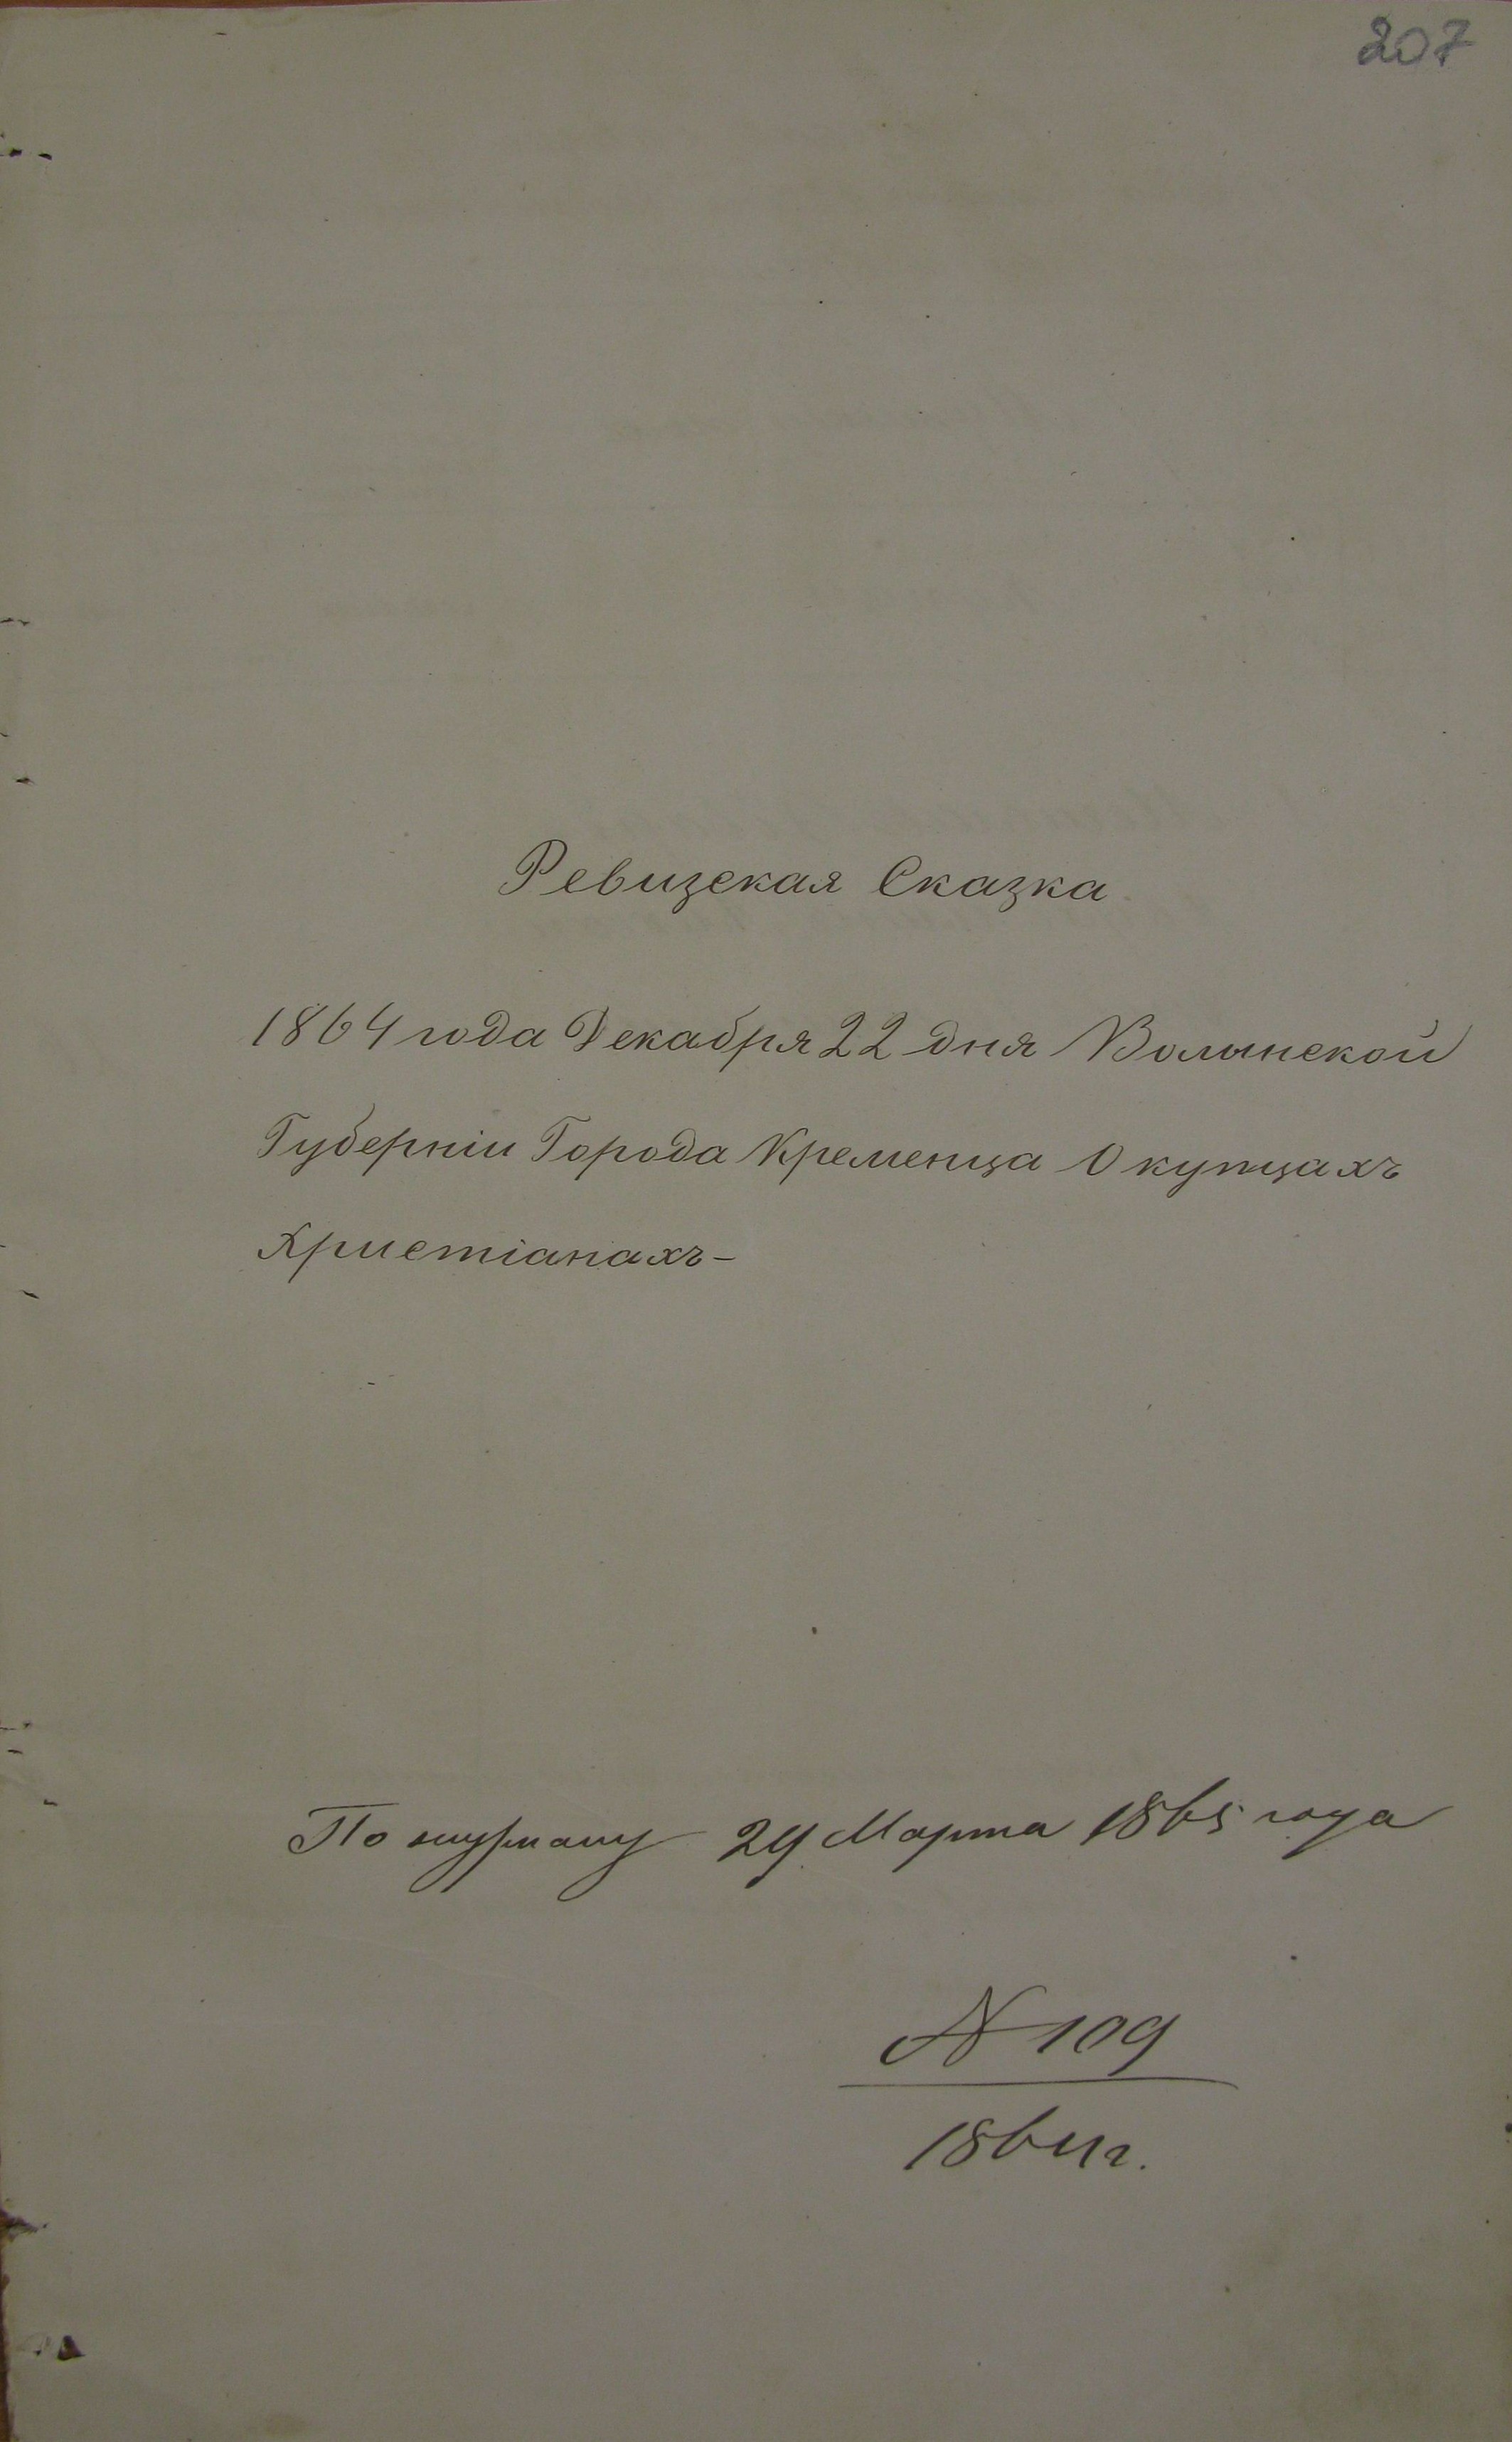 207
Ревизская Сказка
1864 года Декабря 22 дня Волынской
Губерніи Города Кременца О купцахъ
Христіанахъ-
По журналу 29 Марта 1865 года
N 109
1864 г.